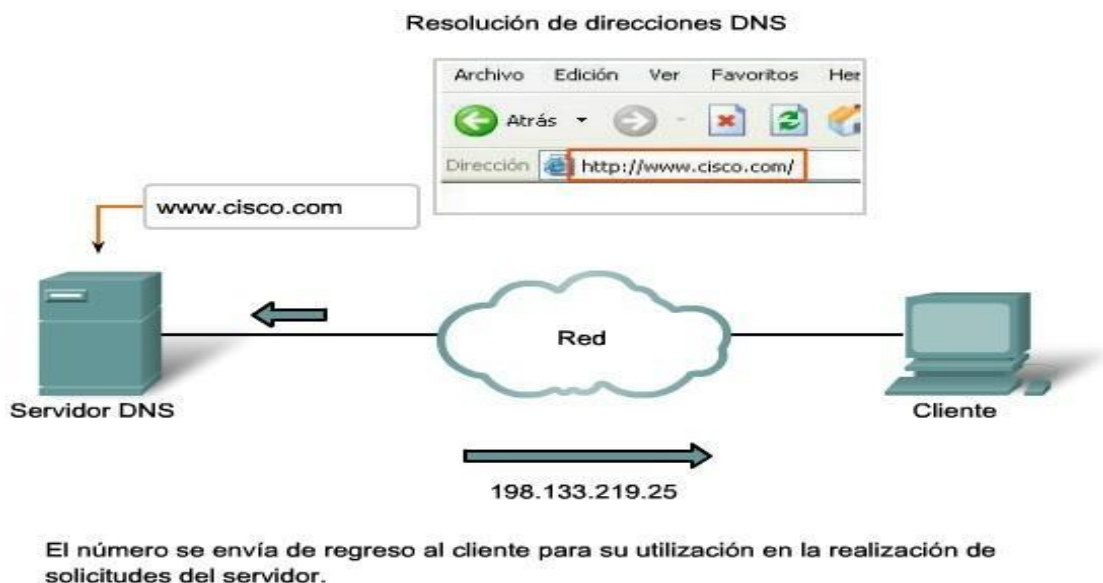 Resolución de direcciones DNS
Archivo Edición Ver Favoritos Her
Atrás
Dirección http://www.cisco.com/
www.cisco.com
Red
Servidor DNS
Cliente
198.133.219.25
El número se envía de regreso al cliente para su utilización en la realización de
solicitudes del servidor.